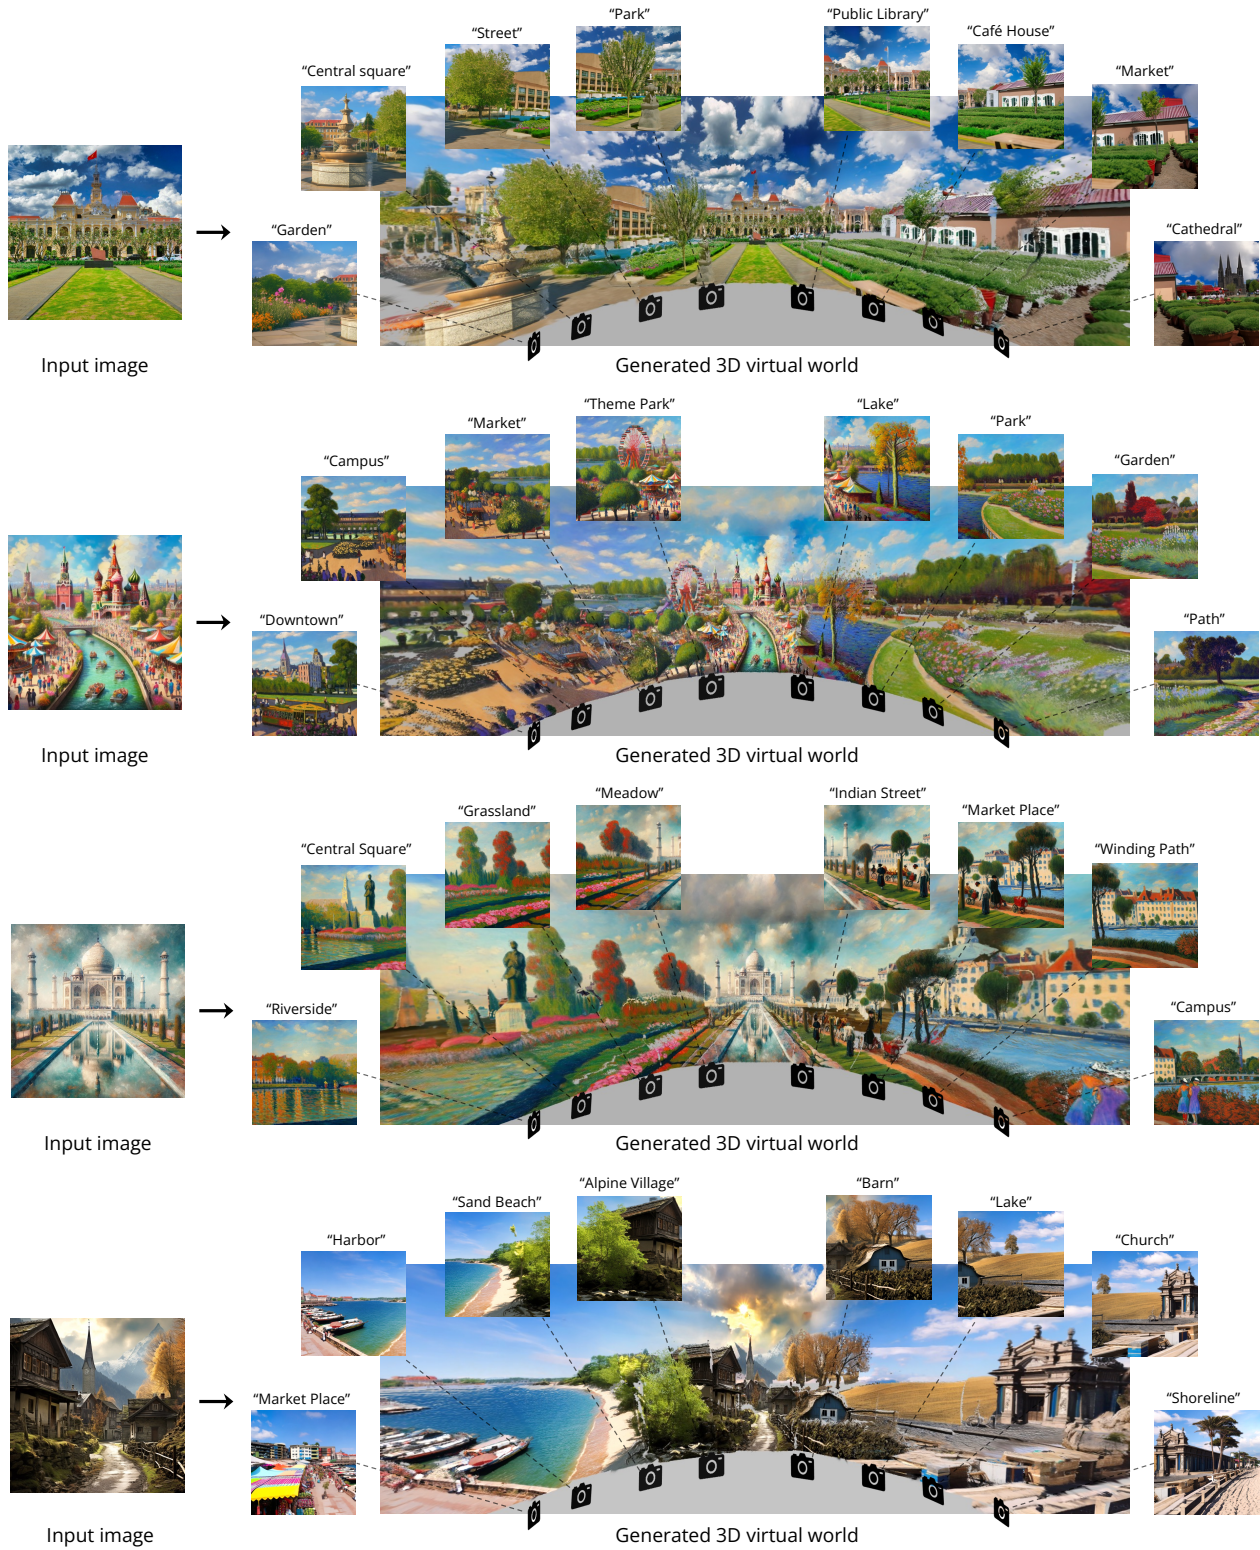 “Park”
“Public Library”
“Street”
“Café House”
“Central square”
“Market”
“Garden”
“Cathedral”
Input image
Generated 3D virtual world
“Theme Park”
“Lake”
“Market”
“Park”
“Campus”
“Garden”
“Downtown”
“Path”
Input image
Generated 3D virtual world
“Meadow”
“Indian Street”
“Grassland”
“Market Place”
“Central Square”
“Winding Path”
“Riverside”
“Campus”
Input image
Generated 3D virtual world
“Alpine Village”
“Barn”
“Sand Beach”
“Lake”
“Harbor”
“Church”
“Market Place”
“Shoreline”
Input image
Generated 3D virtual world